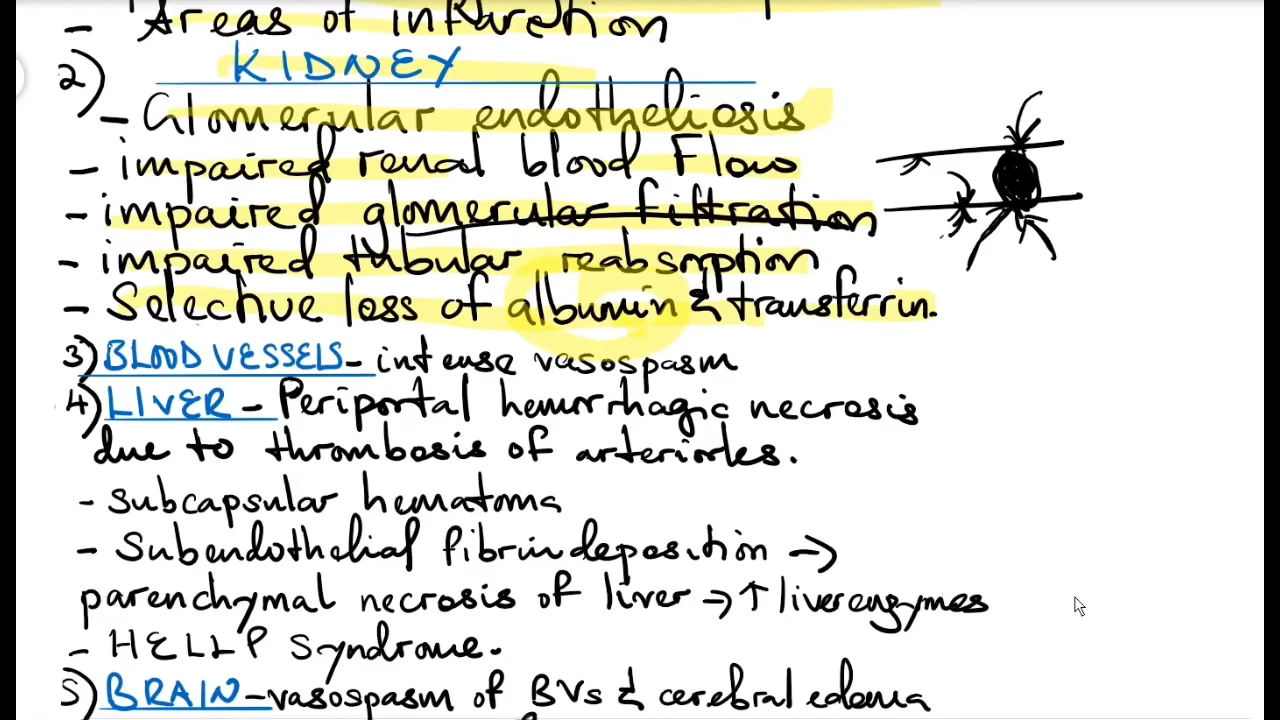 - Areas of infarction
2) KIDNEY
- Glomerular endotheliosis
- impaired renal blood Flow
- impaired glomerular filtration
- impaired tubular reabsorption
- Selective loss of albumin & transferrin.
3) BLOOD VESSELS - intense vasospasm
4) LIVER - Periportal hemorrhagic necrosis
due to thrombosis of arterioles.
- subcapsular hematoma
- Subendothelial fibrin deposition →
parenchymal necrosis of liver → ↑ liver enzymes
- HELLP Syndrome.
5) BRAIN - vasospasm of BVs & cerebral edema